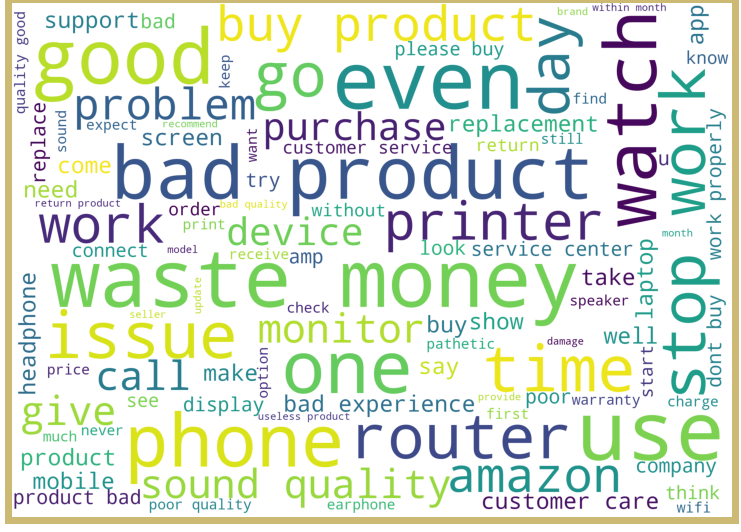 within month
brand
support bad
buy product
quality good
good
please buy
day
watch
app
know
keep
go
even
find
work
problem
replace
sound
expect
recommend
purchase
replacement
screen
want
customer service
return
still
u
work properly
come
bad product
try
need
return product
order
bad quality
without
work
print
device
printer
month
connect
model
receive
amp
look
service center
laptop
stop
waste money
take
headphone
update
seller
check
speaker
issue
monitor
buy
show
pathetic
damage
well
dont buy
price
call
make
option
one
say
time
start
charge
give
see
display
bad experience
provide
poor
warranty
first
useless product
much
never
phone
router
use
product
mobile
sound quality
amazon
company
think
product bad
poor quality
earphone
customer care
wifi